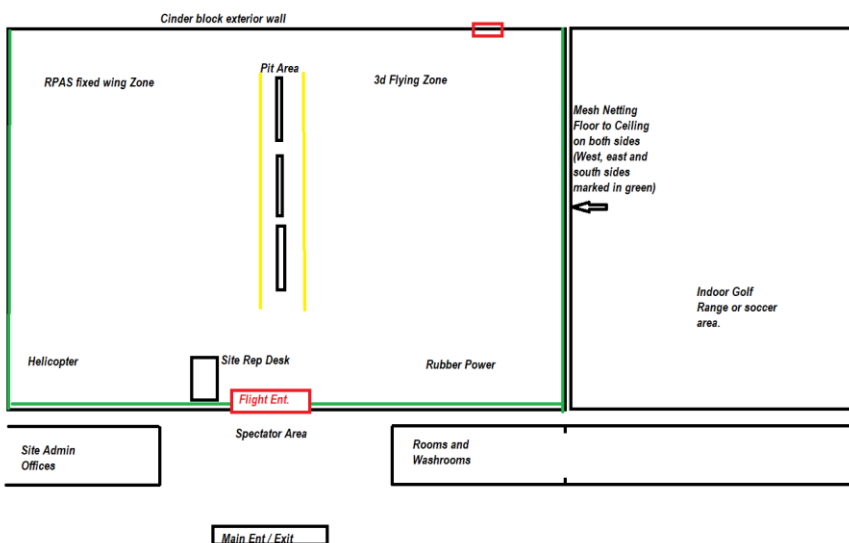 Cinder block exterior wall
Pit Area
RPAS fixed wing Zone
3d Flying Zone
Mesh Netting
Floor to Ceiling
on both sides
(West, east and
south sides
marked in green)
Indoor Golf
Range or soccer
area.
Helicopter
Site Rep Desk
Rubber Power
Flight Ent.
Spectator Area
Site Admin
Offices
Rooms and
Washrooms
Main Ent / Exit